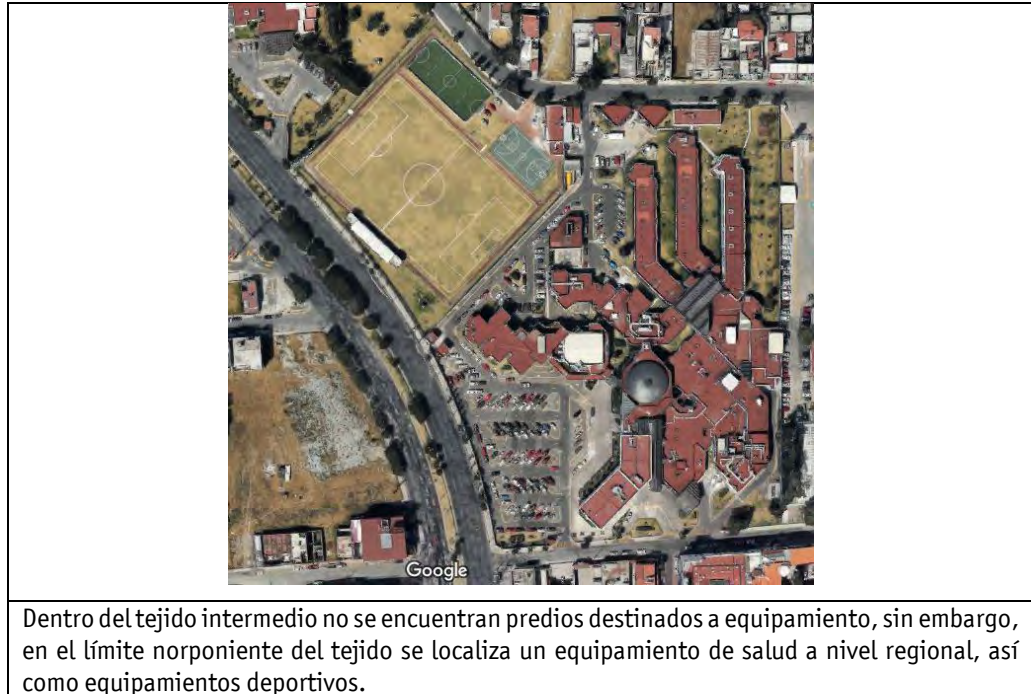 Google
Dentro del tejido intermedio no se encuentran predios destinados a equipamiento, sin embargo,
en el límite norponiente del tejido se localiza un equipamiento de salud a nivel regional, así
como equipamientos deportivos.